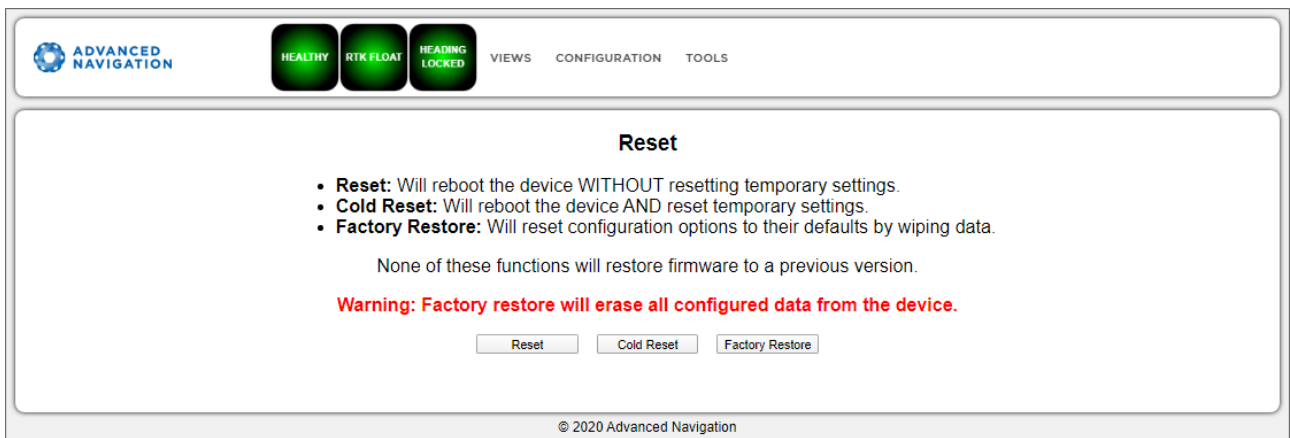 ADVANCED
NAVIGATION
HEALTHY
RTK FLOAT
HEADING
LOCKED
VIEWS
CONFIGURATION
TOOLS
Reset
• Reset: Will reboot the device WITHOUT resetting temporary settings.
• Cold Reset: Will reboot the device AND reset temporary settings.
• Factory Restore: Will reset configuration options to their defaults by wiping data.
None of these functions will restore firmware to a previous version.
Warning: Factory restore will erase all configured data from the device.
Reset
Cold Reset
Factory Restore
© 2020 Advanced Navigation